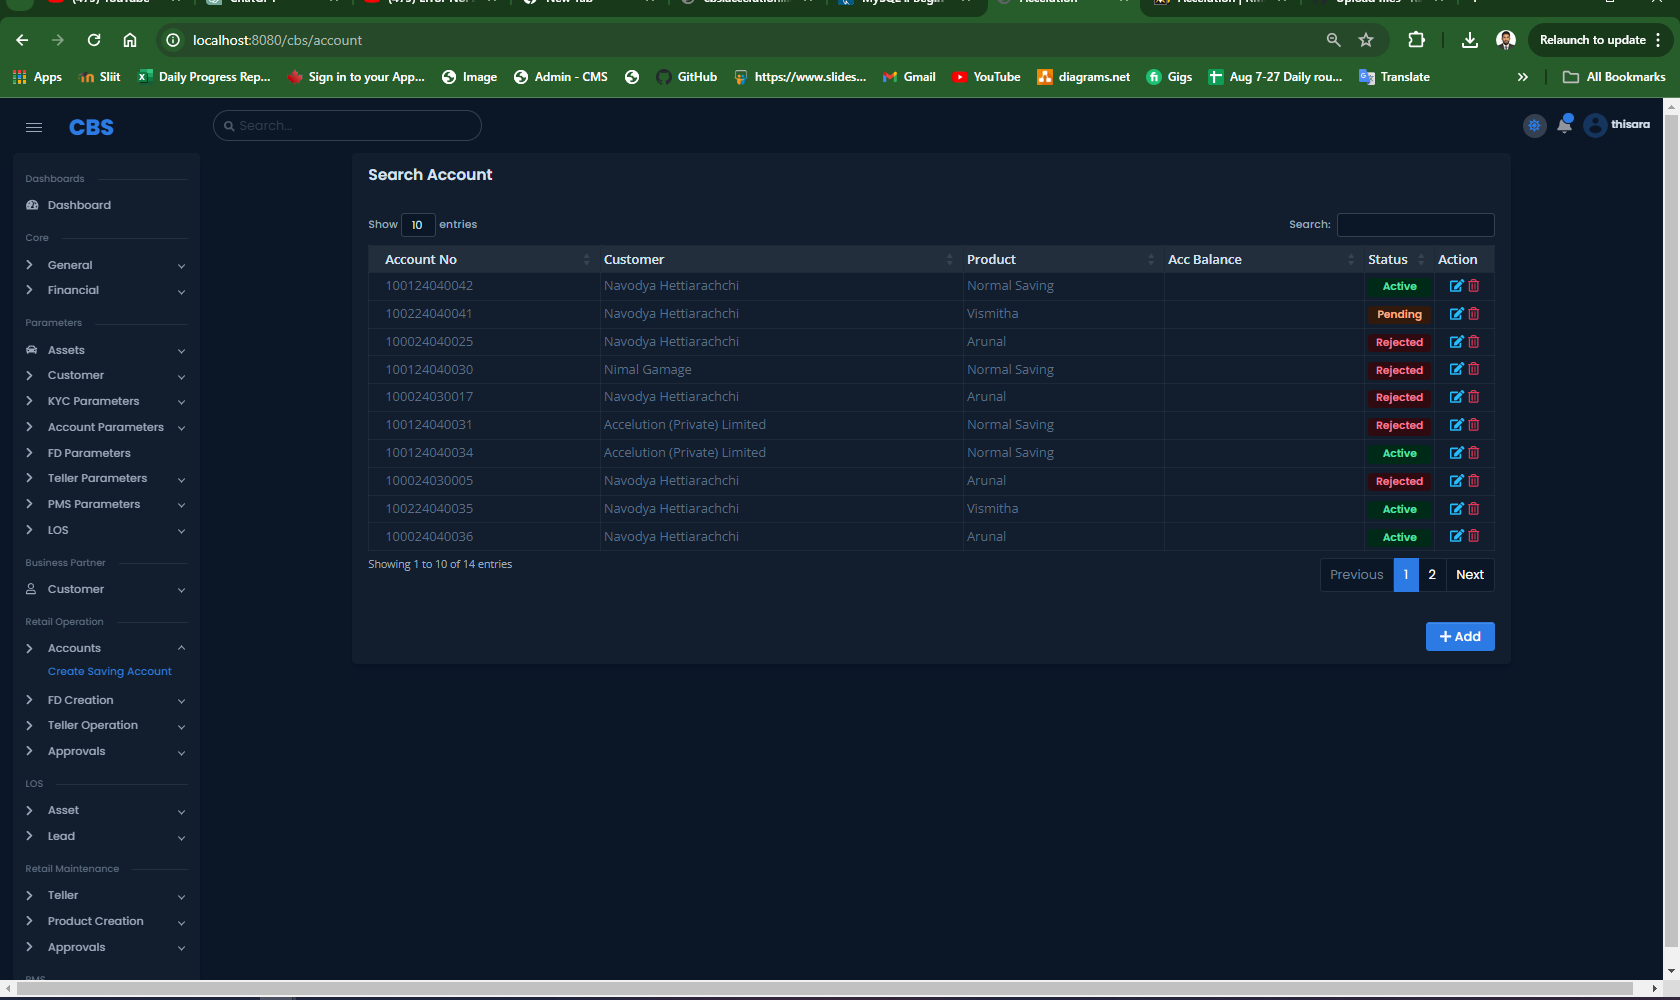 New Tab
localhost:8080/cbs/account
Relaunch to update
Apps
Sliit
Daily Progress Rep...
Sign in to your App...
Image
Admin - CMS
GitHub
https://www.slides...
Gmail
YouTube
diagrams.net
Gigs
Aug 7-27 Daily rou...
Translate
All Bookmarks
CBS
Search...
thisara
Dashboards
Dashboard
Core
General
Financial
Parameters
Assets
Customer
KYC Parameters
Account Parameters
FD Parameters
Teller Parameters
PMS Parameters
LOS
Business Partner
Customer
Retail Operation
Accounts
Create Saving Account
FD Creation
Teller Operation
Approvals
LOS
Asset
Lead
Retail Maintenance
Teller
Product Creation
Approvals
Search Account
Show 10 entries
Search:
Account No Customer Product Acc Balance Status Action
100124040042 Navodya Hettiarachchi Normal Saving Active
100224040041 Navodya Hettiarachchi Vismitha Pending
100024040025 Navodya Hettiarachchi Arunal Rejected
100124040030 Nimal Gamage Normal Saving Rejected
100024030017 Navodya Hettiarachchi Arunal Rejected
100124040031 Accelution (Private) Limited Normal Saving Rejected
100124040034 Accelution (Private) Limited Normal Saving Active
100024030005 Navodya Hettiarachchi Arunal Rejected
100224040035 Navodya Hettiarachchi Vismitha Active
100024040036 Navodya Hettiarachchi Arunal Active
Showing 1 to 10 of 14 entries
Previous 1 2 Next
+ Add